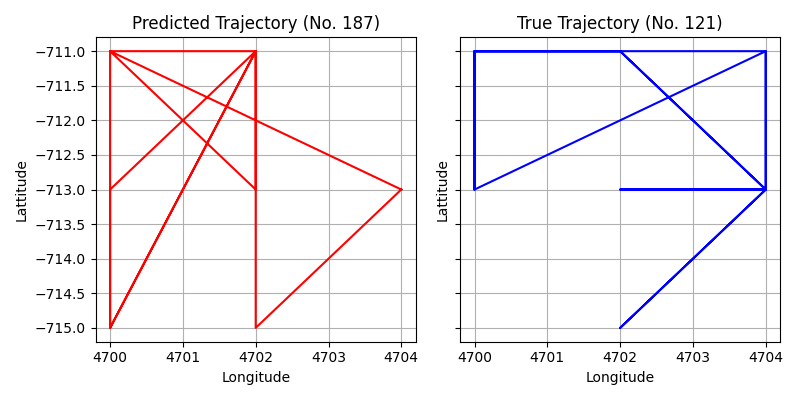 Predicted Trajectory (No. 187)
True Trajectory (No. 121)
Lattitude
−711.0
−711.5
−712.0
−712.5
−713.0
−713.5
−714.0
−714.5
−715.0
4700 4701 4702 4703 4704
Longitude
Lattitude
4700 4701 4702 4703 4704
Longitude